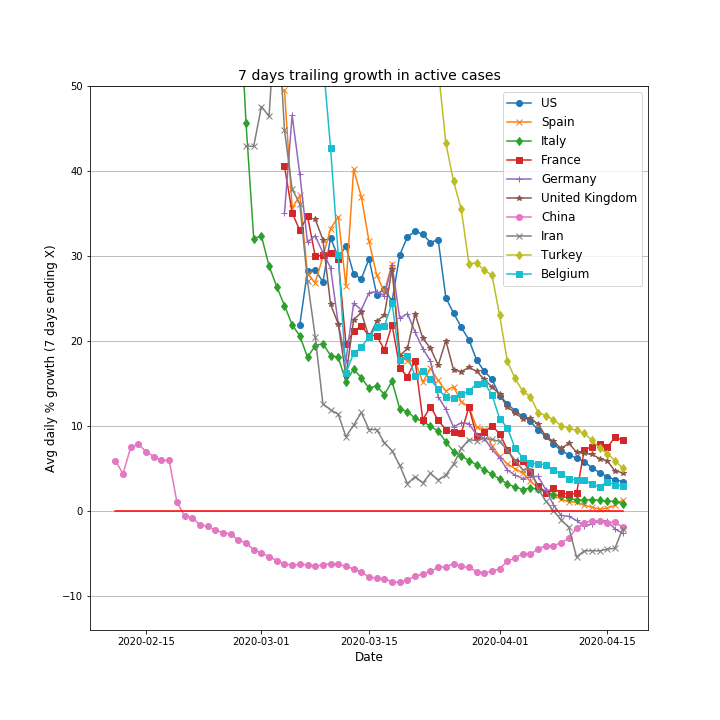 7 days trailing growth in active cases
Avg daily % growth (7 days ending X)
50
40
30
20
10
0
−10
US
Spain
Italy
France
Germany
United Kingdom
China
Iran
Turkey
Belgium
2020-02-15
2020-03-01
2020-03-15
2020-04-01
2020-04-15
Date